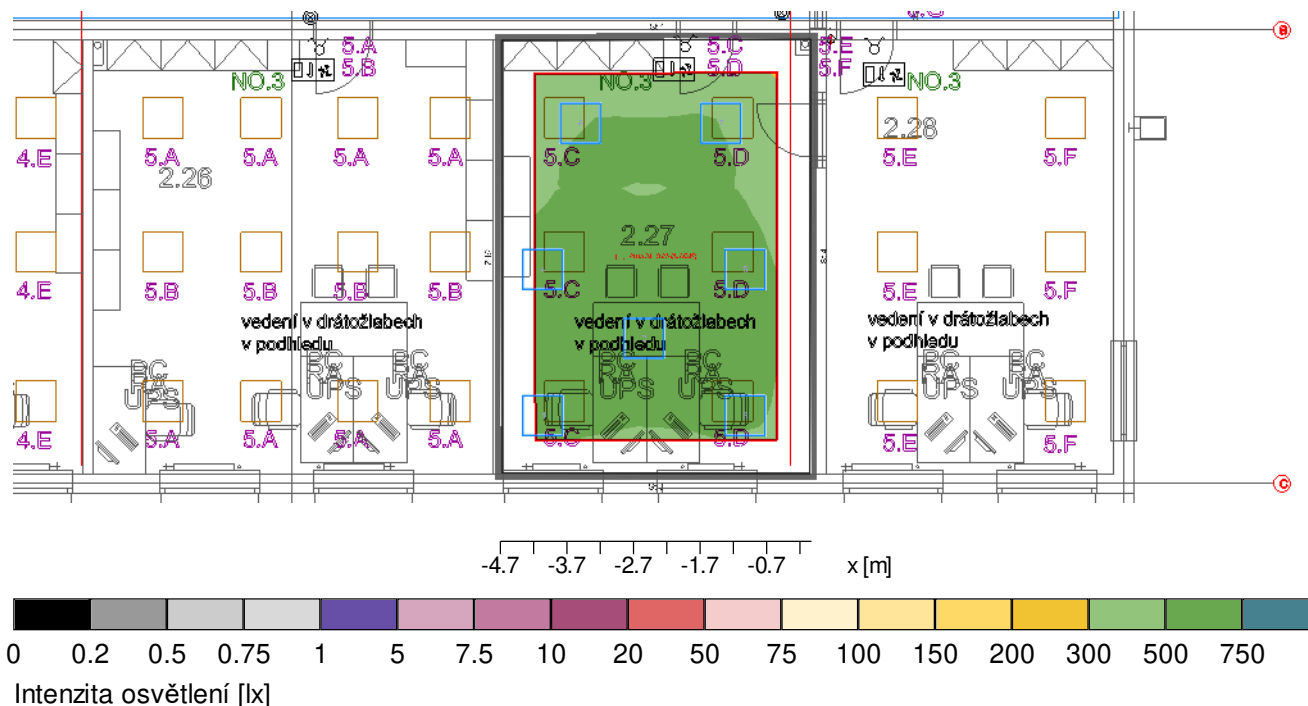 5.A
5.C
5.E
5.B
5.D
5.F
B
NO.3
NO.3
NO.3
4.E
5.A
5.A
5.A
5.A
5.C
5.D
2.28
5.E
5.F
2.26
2.27
4.E
5.B
5.B
5.B
5.B
5.C
5.D
5.E
5.F
vedení v drátožlabech
v podhledu
vedení v drátožlabech
v podhledu
vedení v drátožlabech
v podhledu
UPS
UPS
UPS
UPS
UPS
UPS
UPS
4.E
5.A
5.A
5.A
5.A
5.C
5.D
5.E
5.F
C
-4.7 -3.7 -2.7 -1.7 -0.7 x [m]
0 0.2 0.5 0.75 1 5 7.5 10 20 50 75 100 150 200 300 500 750
Intenzita osvětlení [lx]